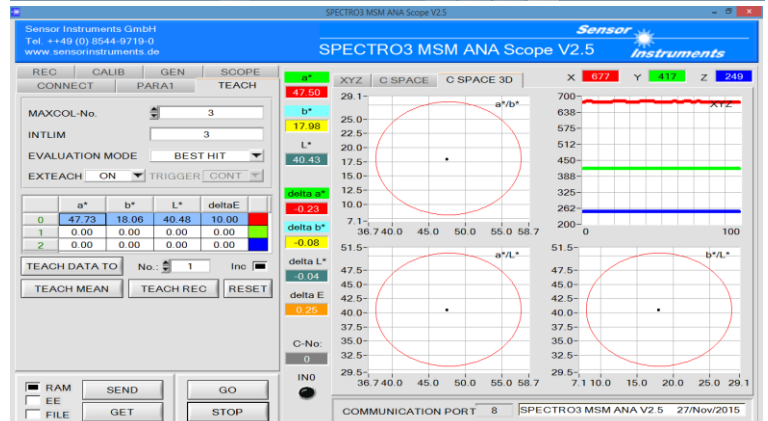 SPECTRO3 MSM ANA Scope V2.5
Sensor Instruments GmbH
Tel. ++49 (0) 8544-9719-0
www.sensorinstruments.de
SPECTRO3 MSM ANA Scope V2.5
Sensor
Instruments
REC CALIB GEN SCOPE
CONNECT PARA1 TEACH
MAXCOL-No. 3
INTLIM 3
EVALUATION MODE BEST HIT
EXTEACH ON TRIGGER CONT
a* b* L* deltaE
0 47.73 18.06 40.48 10.00
1 0.00 0.00 0.00 0.00
2 0.00 0.00 0.00 0.00
TEACH DATA TO No.: 1 Inc
TEACH MEAN TEACH REC RESET
RAM SEND GO
EE
FILE GET STOP
a*
47.50
b*
17.98
L*
40.43
delta a*
-0.23
delta b*
-0.08
delta L*
-0.04
delta E
0.25
C-No:
0
IN0
XYZ C SPACE C SPACE 3D
X 677 Y 417 Z 249
a*/b*
29.1
25.0
22.5
20.0
17.5
15.0
12.5
10.0
7.1
36.7 40.0 45.0 50.0 55.0 58.7
XYZ
700
638
575
512
450
388
325
262
200
0 100
a*/L*
51.5
47.5
45.0
42.5
40.0
37.5
35.0
32.5
29.5
36.7 40.0 45.0 50.0 55.0 58.7
b*/L*
51.5
47.5
45.0
42.5
40.0
37.5
35.0
32.5
29.5
7.1 10.0 15.0 20.0 25.0 29.1
COMMUNICATION PORT 8 SPECTRO3 MSM ANA V2.5 27/Nov/2015